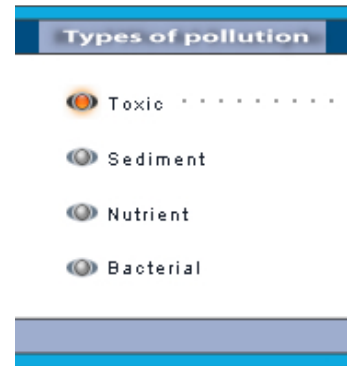 Types of pollution
Toxic
Sediment
Nutrient
Bacterial